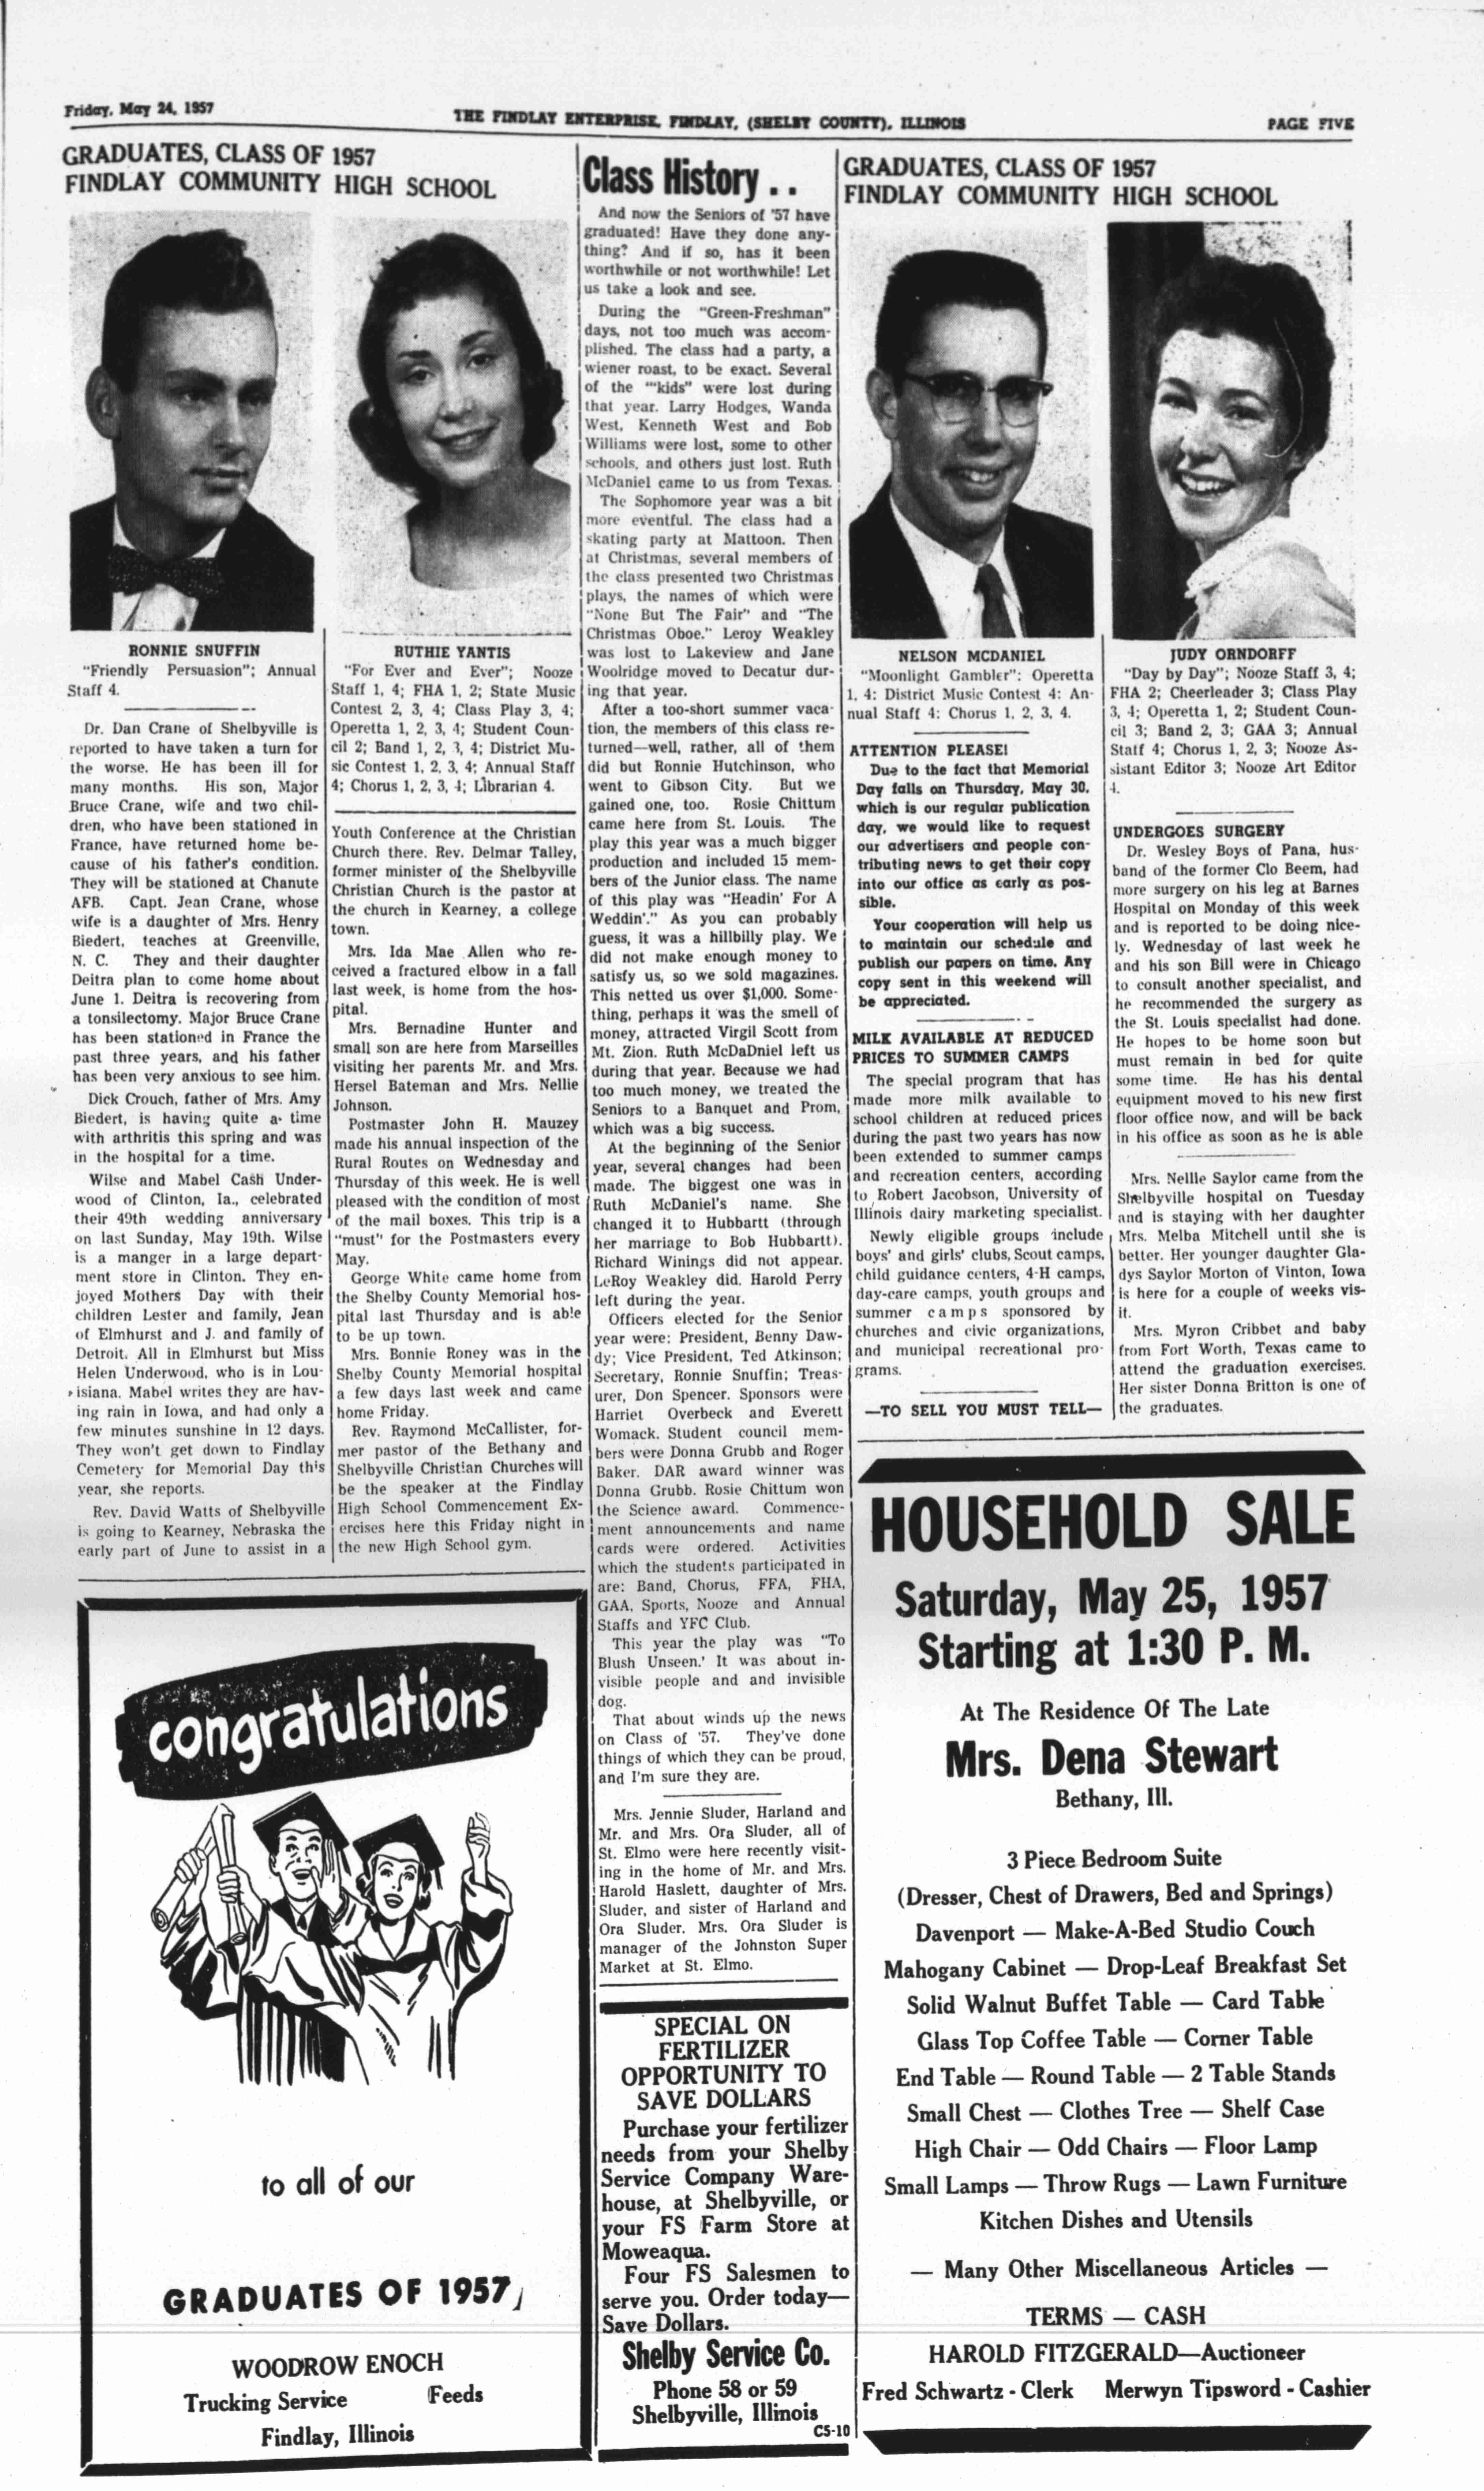 Friday, May 24, 1957
THE FINDLAY ENTERPRISE, FINDLAY, (SHELBY COUNTY), ILLINOIS
PAGE FIVE
GRADUATES, CLASS OF 1957
FINDLAY COMMUNITY HIGH SCHOOL
RONNIE SNUFFIN
"Friendly Persuasion"; Annual
Staff 4.
Dr. Dan Crane of Shelbyville is
reported to have taken a turn for
the worse. He has been ill for
many months. His son, Major
Bruce Crane, wife and two chil-
dren, who have been stationed in
France, have returned home be-
cause of his father's condition.
They will be stationed at Chanute
AFB. Capt. Jean Crane, whose
wife is a daughter of Mrs. Henry
Biedert, teaches at Greenville,
N. C. They and their daughter
Deitra plan to come home about
June 1. Deitra is recovering from
a tonsilectomy. Major Bruce Crane
has been stationed in France the
past three years, and his father
has been very anxious to see him.
Dick Crouch, father of Mrs. Amy
Biedert, is having quite a time
with arthritis this spring and was
in the hospital for a time.
Wilse and Mabel Cash Under-
wood of Clinton, Ia., celebrated
their 49th wedding anniversary
on last Sunday, May 19th. Wilse
is a manger in a large depart-
ment store in Clinton. They en-
joyed Mothers Day with their
children Lester and family, Jean
of Elmhurst and J. and family of
Detroit. All in Elmhurst but Miss
Helen Underwood, who is in Lou-
isiana. Mabel writes they are hav-
ing rain in Iowa, and had only a
few minutes sunshine in 12 days.
They won't get down to Findlay
Cemetery for Memorial Day this
year, she reports.
Rev. David Watts of Shelbyville
is going to Kearney, Nebraska the
early part of June to assist in a
RUTHIE YANTIS
"For Ever and Ever"; Nooze
Staff 1, 4; FHA 1, 2; State Music
Contest 2, 3, 4; Class Play 3, 4;
Operetta 1, 2, 3, 4; Student Coun-
cil 2; Band 1, 2, 3, 4; District Mu-
sic Contest 1, 2, 3, 4; Annual Staff
4; Chorus 1, 2, 3, 4; Librarian 4.
Youth Conference at the Christian
Church there. Rev. Delmar Talley,
former minister of the Shelbyville
Christian Church is the pastor at
the church in Kearney, a college
town.
Mrs. Ida Mae Allen who re-
ceived a fractured elbow in a fall
last week, is home from the hos-
pital.
Mrs. Bernadine Hunter and
small son are here from Marseilles
visiting her parents Mr. and Mrs.
Hersel Bateman and Mrs. Nellie
Johnson.
Postmaster John H. Mauzey
made his annual inspection of the
Rural Routes on Wednesday and
Thursday of this week. He is well
pleased with the condition of most
of the mail boxes. This trip is a
"must" for the Postmasters every
May.
George White came home from
the Shelby County Memorial hos-
pital last Thursday and is able
to be up town.
Mrs. Bonnie Roney was in the
Shelby County Memorial hospital
a few days last week and came
home Friday.
Rev. Raymond McCallister, for-
mer pastor of the Bethany and
Shelbyville Christian Churches will
be the speaker at the Findlay
High School Commencement Ex-
ercises here this Friday night in
the new High School gym.
congratulations
to all of our
GRADUATES OF 1957
WOODROW ENOCH
Trucking Service Feeds
Findlay, Illinois
Class History . .
And now the Seniors of '57 have
graduated! Have they done any-
thing? And if so, has it been
worthwhile or not worthwhile! Let
us take a look and see.
During the "Green-Freshman"
days, not too much was accom-
plished. The class had a party, a
wiener roast, to be exact. Several
of the "'kids" were lost during
that year. Larry Hodges, Wanda
West, Kenneth West and Bob
Williams were lost, some to other
schools, and others just lost. Ruth
McDaniel came to us from Texas.
The Sophomore year was a bit
more eventful. The class had a
skating party at Mattoon. Then
at Christmas, several members of
the class presented two Christmas
plays, the names of which were
"None But The Fair" and "The
Christmas Oboe." Leroy Weakley
was lost to Lakeview and Jane
Woolridge moved to Decatur dur-
ing that year.
After a too-short summer vaca-
tion, the members of this class re-
turned—well, rather, all of them
did but Ronnie Hutchinson, who
went to Gibson City. But we
gained one, too. Rosie Chittum
came here from St. Louis. The
play this year was a much bigger
production and included 15 mem-
bers of the Junior class. The name
of this play was "Headin' For A
Weddin'." As you can probably
guess, it was a hillbilly play. We
did not make enough money to
satisfy us, so we sold magazines.
This netted us over $1,000. Some-
thing, perhaps it was the smell of
money, attracted Virgil Scott from
Mt. Zion. Ruth McDaDniel left us
during that year. Because we had
too much money, we treated the
Seniors to a Banquet and Prom,
which was a big success.
At the beginning of the Senior
year, several changes had been
made. The biggest one was in
Ruth McDaniel's name. She
changed it to Hubbartt (through
her marriage to Bob Hubbartt).
Richard Winings did not appear.
LeRoy Weakley did. Harold Perry
left during the year.
Officers elected for the Senior
year were: President, Benny Daw-
dy; Vice President, Ted Atkinson;
Secretary, Ronnie Snuffin; Treas-
urer, Don Spencer. Sponsors were
Harriet Overbeck and Everett
Womack. Student council mem-
bers were Donna Grubb and Roger
Baker. DAR award winner was
Donna Grubb. Rosie Chittum won
the Science award. Commence-
ment announcements and name
cards were ordered. Activities
which the students participated in
are: Band, Chorus, FFA, FHA,
GAA, Sports, Nooze and Annual
Staffs and YFC Club.
This year the play was "To
Blush Unseen.' It was about in-
visible people and and invisible
dog.
That about winds up the news
on Class of '57. They've done
things of which they can be proud,
and I'm sure they are.
Mrs. Jennie Sluder, Harland and
Mr. and Mrs. Ora Sluder, all of
St. Elmo were here recently visit-
ing in the home of Mr. and Mrs.
Harold Haslett, daughter of Mrs.
Sluder, and sister of Harland and
Ora Sluder. Mrs. Ora Sluder is
manager of the Johnston Super
Market at St. Elmo.
SPECIAL ON
FERTILIZER
OPPORTUNITY TO
SAVE DOLLARS
Purchase your fertilizer
needs from your Shelby
Service Company Ware-
house, at Shelbyville, or
your FS Farm Store at
Moweaqua.
Four FS Salesmen to
serve you. Order today—
Save Dollars.
Shelby Service Co.
Phone 58 or 59
Shelbyville, Illinois
C5-10
GRADUATES, CLASS OF 1957
FINDLAY COMMUNITY HIGH SCHOOL
NELSON MCDANIEL
"Moonlight Gambler": Operetta
1, 4: District Music Contest 4: An-
nual Staff 4: Chorus 1, 2, 3, 4.
ATTENTION PLEASE!
Due to the fact that Memorial
Day falls on Thursday, May 30,
which is our regular publication
day, we would like to request
our advertisers and people con-
tributing news to get their copy
into our office as early as pos-
sible.
Your cooperation will help us
to maintain our schedule and
publish our papers on time. Any
copy sent in this weekend will
be appreciated.
MILK AVAILABLE AT REDUCED
PRICES TO SUMMER CAMPS
The special program that has
made more milk available to
school children at reduced prices
during the past two years has now
been extended to summer camps
and recreation centers, according
to Robert Jacobson, University of
Illinois dairy marketing specialist.
Newly eligible groups include
boys' and girls' clubs, Scout camps,
child guidance centers, 4-H camps,
day-care camps, youth groups and
summer camps sponsored by
churches and civic organizations,
and municipal recreational pro-
grams.
—TO SELL YOU MUST TELL—
JUDY ORNDORFF
"Day by Day"; Nooze Staff 3, 4;
FHA 2; Cheerleader 3; Class Play
3, 4; Operetta 1, 2; Student Coun-
cil 3; Band 2, 3; GAA 3; Annual
Staff 4; Chorus 1, 2, 3; Nooze As-
sistant Editor 3; Nooze Art Editor
4.
UNDERGOES SURGERY
Dr. Wesley Boys of Pana, hus-
band of the former Clo Beem, had
more surgery on his leg at Barnes
Hospital on Monday of this week
and is reported to be doing nice-
ly. Wednesday of last week he
and his son Bill were in Chicago
to consult another specialist, and
he recommended the surgery as
the St. Louis specialist had done.
He hopes to be home soon but
must remain in bed for quite
some time. He has his dental
equipment moved to his new first
floor office now, and will be back
in his office as soon as he is able
Mrs. Nellie Saylor came from the
Shelbyville hospital on Tuesday
and is staying with her daughter
Mrs. Melba Mitchell until she is
better. Her younger daughter Gla-
dys Saylor Morton of Vinton, Iowa
is here for a couple of weeks vis-
it.
Mrs. Myron Cribbet and baby
from Fort Worth, Texas came to
attend the graduation exercises.
Her sister Donna Britton is one of
the graduates.
HOUSEHOLD SALE
Saturday, May 25, 1957
Starting at 1:30 P. M.
At The Residence Of The Late
Mrs. Dena Stewart
Bethany, Ill.
3 Piece Bedroom Suite
(Dresser, Chest of Drawers, Bed and Springs)
Davenport — Make-A-Bed Studio Couch
Mahogany Cabinet — Drop-Leaf Breakfast Set
Solid Walnut Buffet Table — Card Table
Glass Top Coffee Table — Corner Table
End Table — Round Table — 2 Table Stands
Small Chest — Clothes Tree — Shelf Case
High Chair — Odd Chairs — Floor Lamp
Small Lamps — Throw Rugs — Lawn Furniture
Kitchen Dishes and Utensils
— Many Other Miscellaneous Articles —
TERMS — CASH
HAROLD FITZGERALD—Auctioneer
Fred Schwartz - Clerk Merwyn Tipsword - Cashier